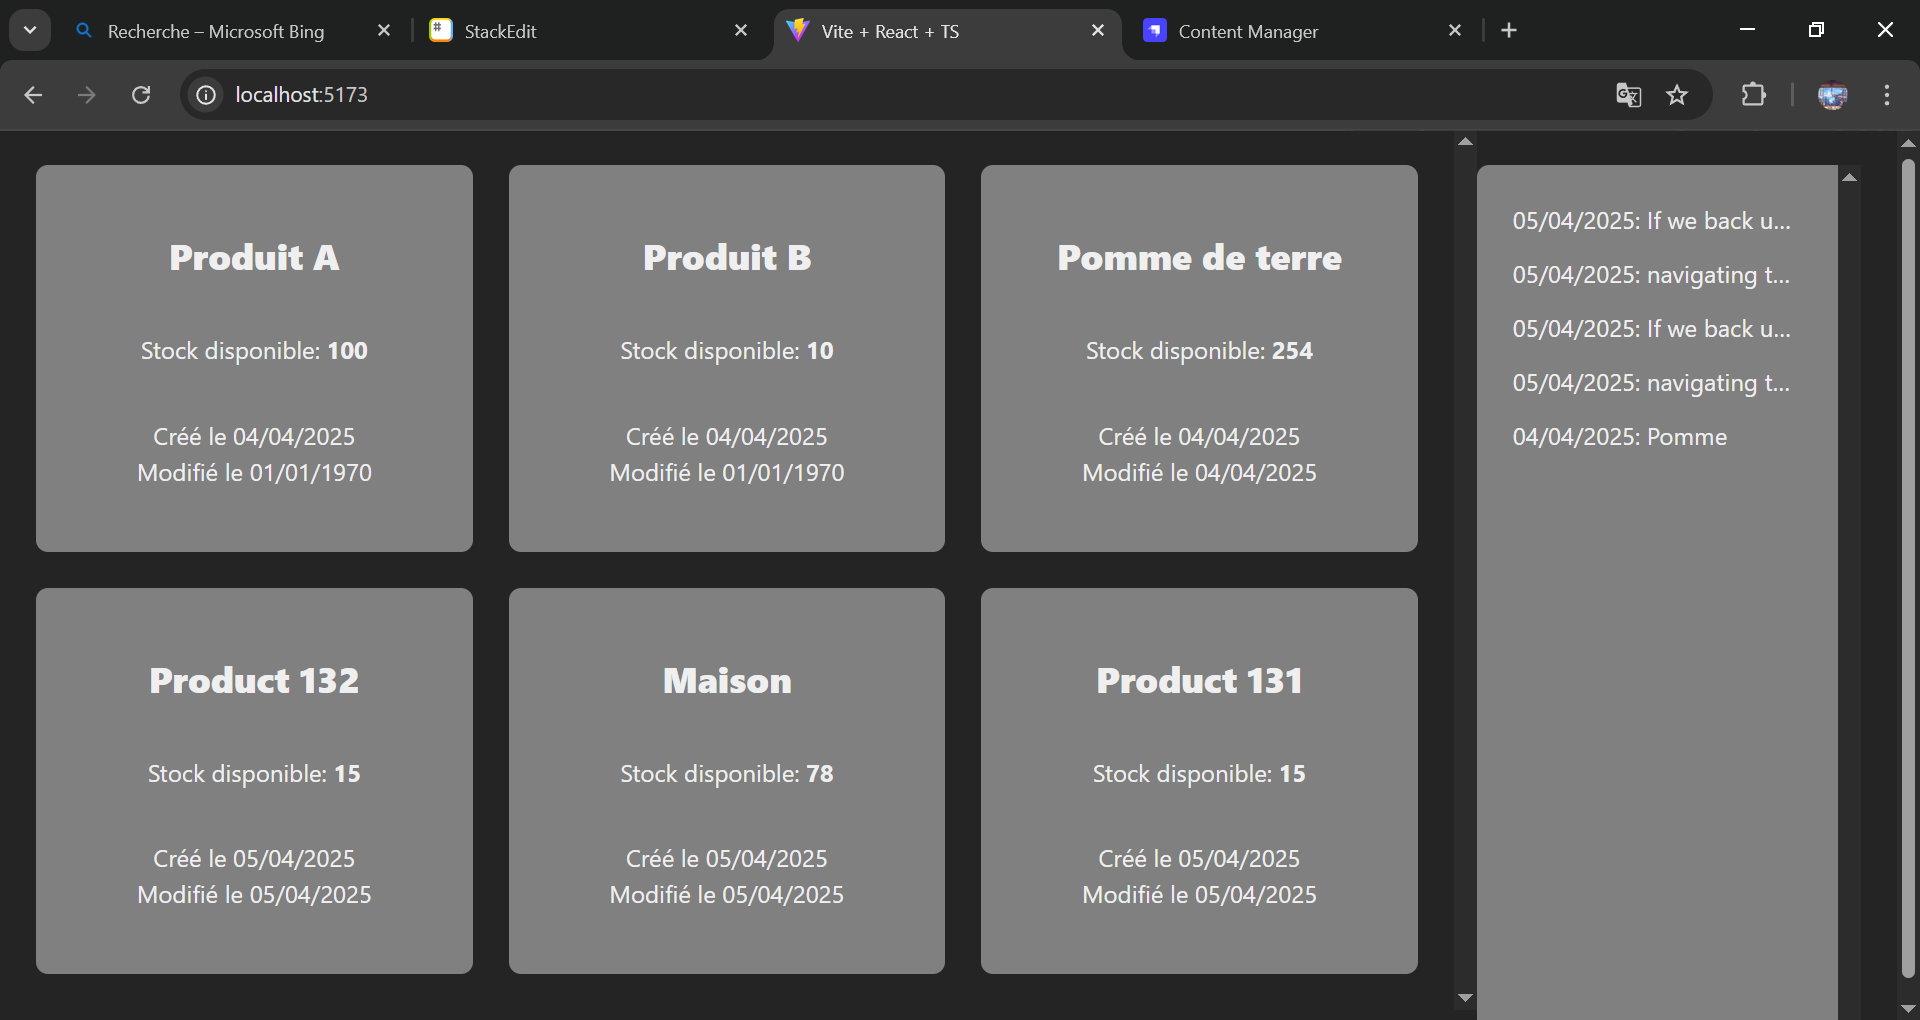 Recherche – Microsoft Bing
StackEdit
Vite + React + TS
Content Manager
localhost:5173
Produit A
Stock disponible: 100
Créé le 04/04/2025
Modifié le 01/01/1970
Produit B
Stock disponible: 10
Créé le 04/04/2025
Modifié le 01/01/1970
Pomme de terre
Stock disponible: 254
Créé le 04/04/2025
Modifié le 04/04/2025
Product 132
Stock disponible: 15
Créé le 05/04/2025
Modifié le 05/04/2025
Maison
Stock disponible: 78
Créé le 05/04/2025
Modifié le 05/04/2025
Product 131
Stock disponible: 15
Créé le 05/04/2025
Modifié le 05/04/2025
05/04/2025: If we back u...
05/04/2025: navigating t...
05/04/2025: If we back u...
05/04/2025: navigating t...
04/04/2025: Pomme